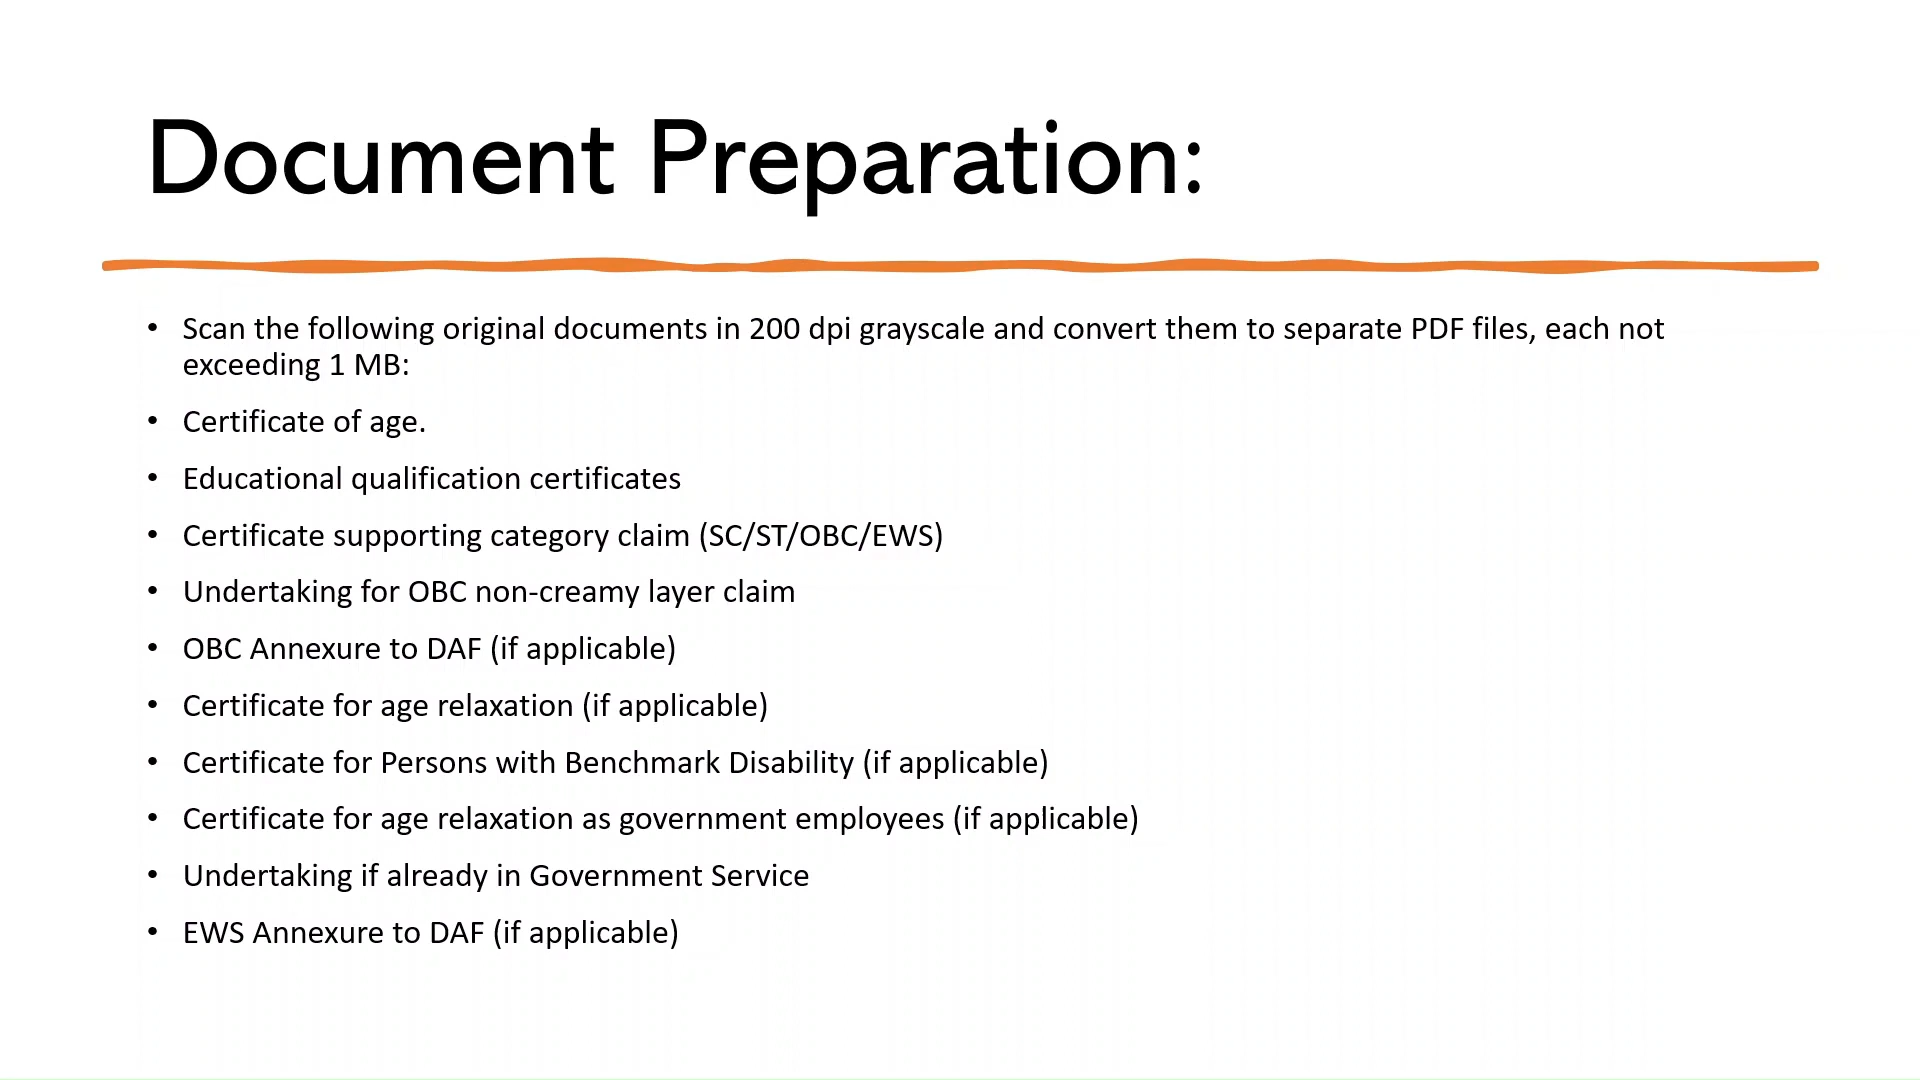 Document Preparation:
• Scan the following original documents in 200 dpi grayscale and convert them to separate PDF files, each not
exceeding 1 MB:
• Certificate of age.
• Educational qualification certificates
• Certificate supporting category claim (SC/ST/OBC/EWS)
• Undertaking for OBC non-creamy layer claim
• OBC Annexure to DAF (if applicable)
• Certificate for age relaxation (if applicable)
• Certificate for Persons with Benchmark Disability (if applicable)
• Certificate for age relaxation as government employees (if applicable)
• Undertaking if already in Government Service
• EWS Annexure to DAF (if applicable)